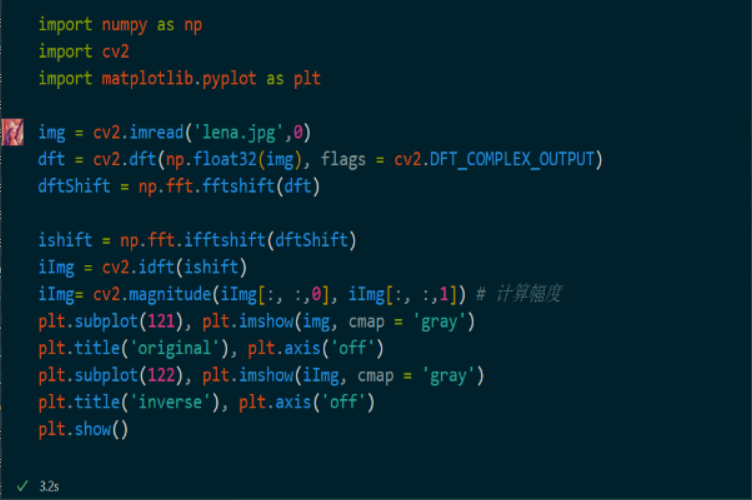 import numpy as np
import cv2
import matplotlib.pyplot as plt
img = cv2.imread('lena.jpg',0)
dft = cv2.dft(np.float32(img), flags = cv2.DFT_COMPLEX_OUTPUT)
dftShift = np.fft.fftshift(dft)
ishift = np.fft.ifftshift(dftShift)
iImg = cv2.idft(ishift)
iImg= cv2.magnitude(iImg[:, :,0], iImg[:, :,1]) # 计算幅度
plt.subplot(121), plt.imshow(img, cmap = 'gray')
plt.title('original'), plt.axis('off')
plt.subplot(122), plt.imshow(iImg, cmap = 'gray')
plt.title('inverse'), plt.axis('off')
plt.show()
✓ 3.2s